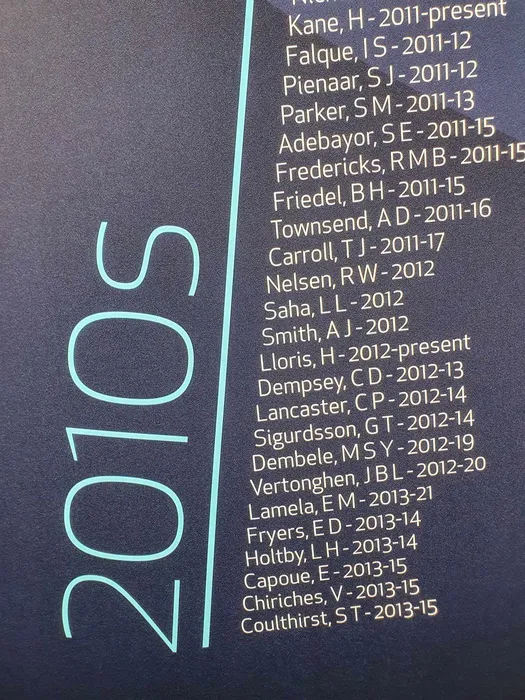 Kane, H - 2011-present
Falque, I S - 2011-12
Pienaar, S J - 2011-12
Parker, S M - 2011-13
Adebayor, S E - 2011-15
Fredericks, R M B - 2011-15
Friedel, B H - 2011-15
Townsend, A D - 2011-16
Carroll, T J - 2011-17
Nelsen, R W - 2012
Saha, L L - 2012
Smith, A J - 2012
Lloris, H - 2012-present
Dempsey, C D - 2012-13
Lancaster, C P - 2012-14
Sigurdsson, G T - 2012-14
Dembele, M S Y - 2012-19
Vertonghen, J B L - 2012-20
Lamela, E M - 2013-21
Fryers, E D - 2013-14
Holtby, L H - 2013-14
Capoue, E - 2013-15
Chiriches, V - 2013-15
Coulthirst, S T - 2013-15
2010s